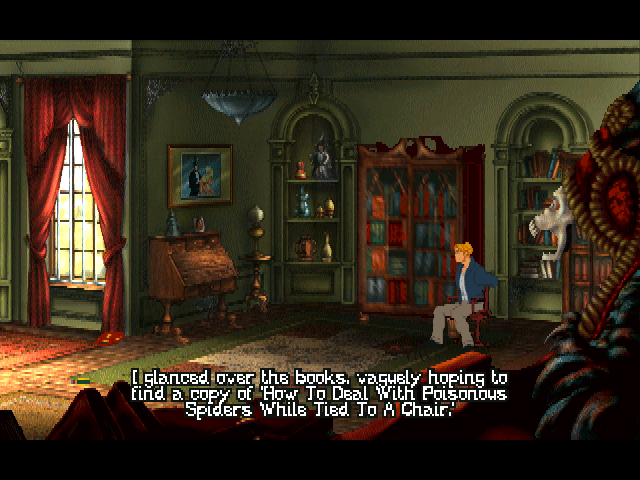 I glanced over the books, vaguely hoping to
find a copy of 'How To Deal With Poisonous
Spiders While Tied To A Chair.'